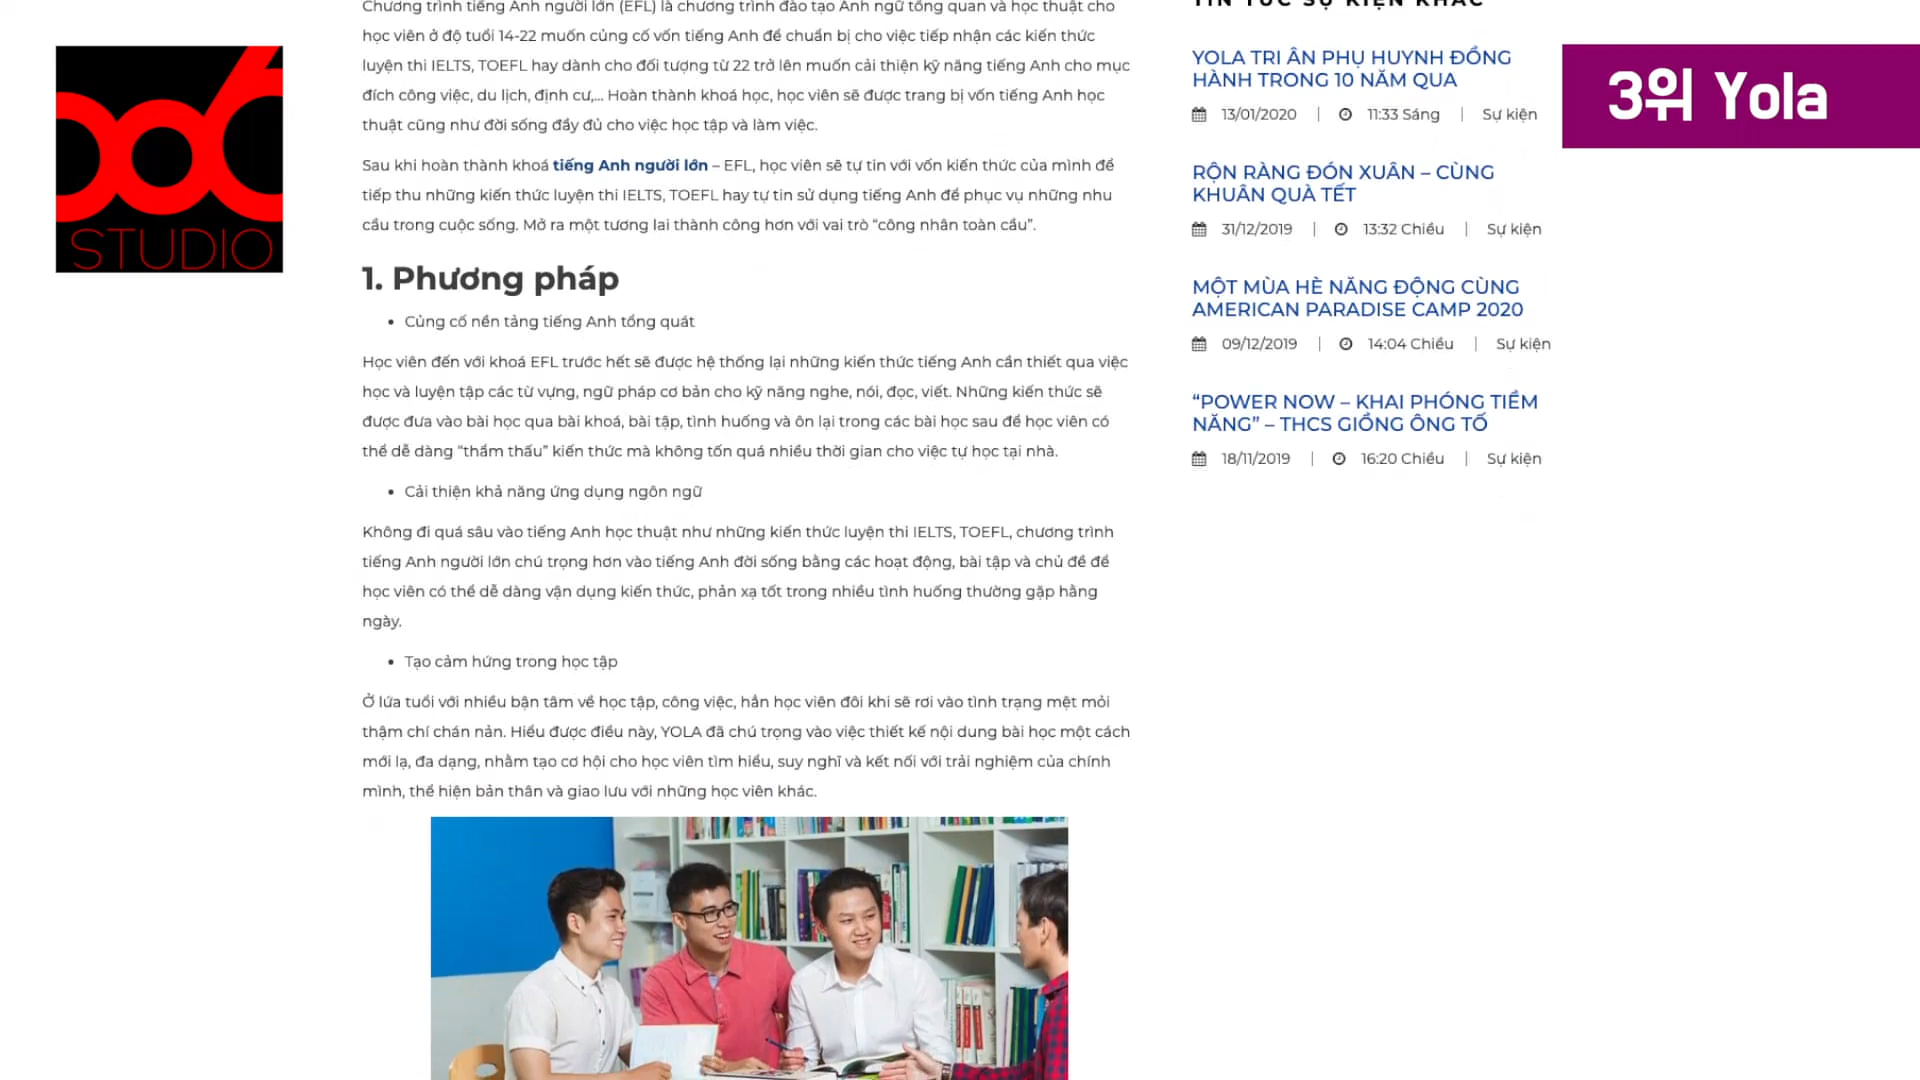 Chương trình tiếng Anh người lớn (EFL) là chương trình đào tạo Anh ngữ tổng quan và học thuật cho
học viên ở độ tuổi 14-22 muốn củng cố vốn tiếng Anh để chuẩn bị cho việc tiếp nhận các kiến thức
luyện thi IELTS, TOEFL hay dành cho đối tượng từ 22 trở lên muốn cải thiện kỹ năng tiếng Anh cho mục
đích công việc, du lịch, định cư,... Hoàn thành khoá học, học viên sẽ được trang bị vốn tiếng Anh học
thuật cũng như đời sống đầy đủ cho việc học tập và làm việc.
Sau khi hoàn thành khoá tiếng Anh người lớn – EFL, học viên sẽ tự tin với vốn kiến thức của mình để
tiếp thu những kiến thức luyện thi IELTS, TOEFL hay tự tin sử dụng tiếng Anh để phục vụ những nhu
cầu trong cuộc sống. Mở ra một tương lai thành công hơn với vai trò “công nhân toàn cầu”.
1. Phương pháp
• Củng cố nền tảng tiếng Anh tổng quát
Học viên đến với khoá EFL trước hết sẽ được hệ thống lại những kiến thức tiếng Anh cần thiết qua việc
học và luyện tập các từ vựng, ngữ pháp cơ bản cho kỹ năng nghe, nói, đọc, viết. Những kiến thức sẽ
được đưa vào bài học qua bài khoá, bài tập, tình huống và ôn lại trong các bài học sau để học viên có
thể dễ dàng “thẩm thấu” kiến thức mà không tốn quá nhiều thời gian cho việc tự học tại nhà.
• Cải thiện khả năng ứng dụng ngôn ngữ
Không đi quá sâu vào tiếng Anh học thuật như những kiến thức luyện thi IELTS, TOEFL, chương trình
tiếng Anh người lớn chú trọng hơn vào tiếng Anh đời sống bằng các hoạt động, bài tập và chủ đề để
học viên có thể dễ dàng vận dụng kiến thức, phản xạ tốt trong nhiều tình huống thường gặp hằng
ngày.
• Tạo cảm hứng trong học tập
Ở lứa tuổi với nhiều bận tâm về học tập, công việc, hẳn học viên đôi khi sẽ rơi vào tình trạng mệt mỏi
thậm chí chán nản. Hiểu được điều này, YOLA đã chú trọng vào việc thiết kế nội dung bài học một cách
mới lạ, đa dạng, nhằm tạo cơ hội cho học viên tìm hiểu, suy nghĩ và kết nối với trải nghiệm của chính
mình, thể hiện bản thân và giao lưu với những học viên khác.
TIN TỨC SỰ KIỆN KHÁC
YOLA TRI ÂN PHỤ HUYNH ĐỒNG
HÀNH TRONG 10 NĂM QUA
13/01/2020 | 11:33 Sáng | Sự kiện
RỘN RÀNG ĐÓN XUÂN – CÙNG
KHUÂN QUÀ TẾT
31/12/2019 | 13:32 Chiều | Sự kiện
MỘT MÙA HÈ NĂNG ĐỘNG CÙNG
AMERICAN PARADISE CAMP 2020
09/12/2019 | 14:04 Chiều | Sự kiện
“POWER NOW – KHAI PHÓNG TIỀM
NĂNG” – THCS GIỒNG ÔNG TỐ
18/11/2019 | 16:20 Chiều | Sự kiện
3위 Yola
STUDIO